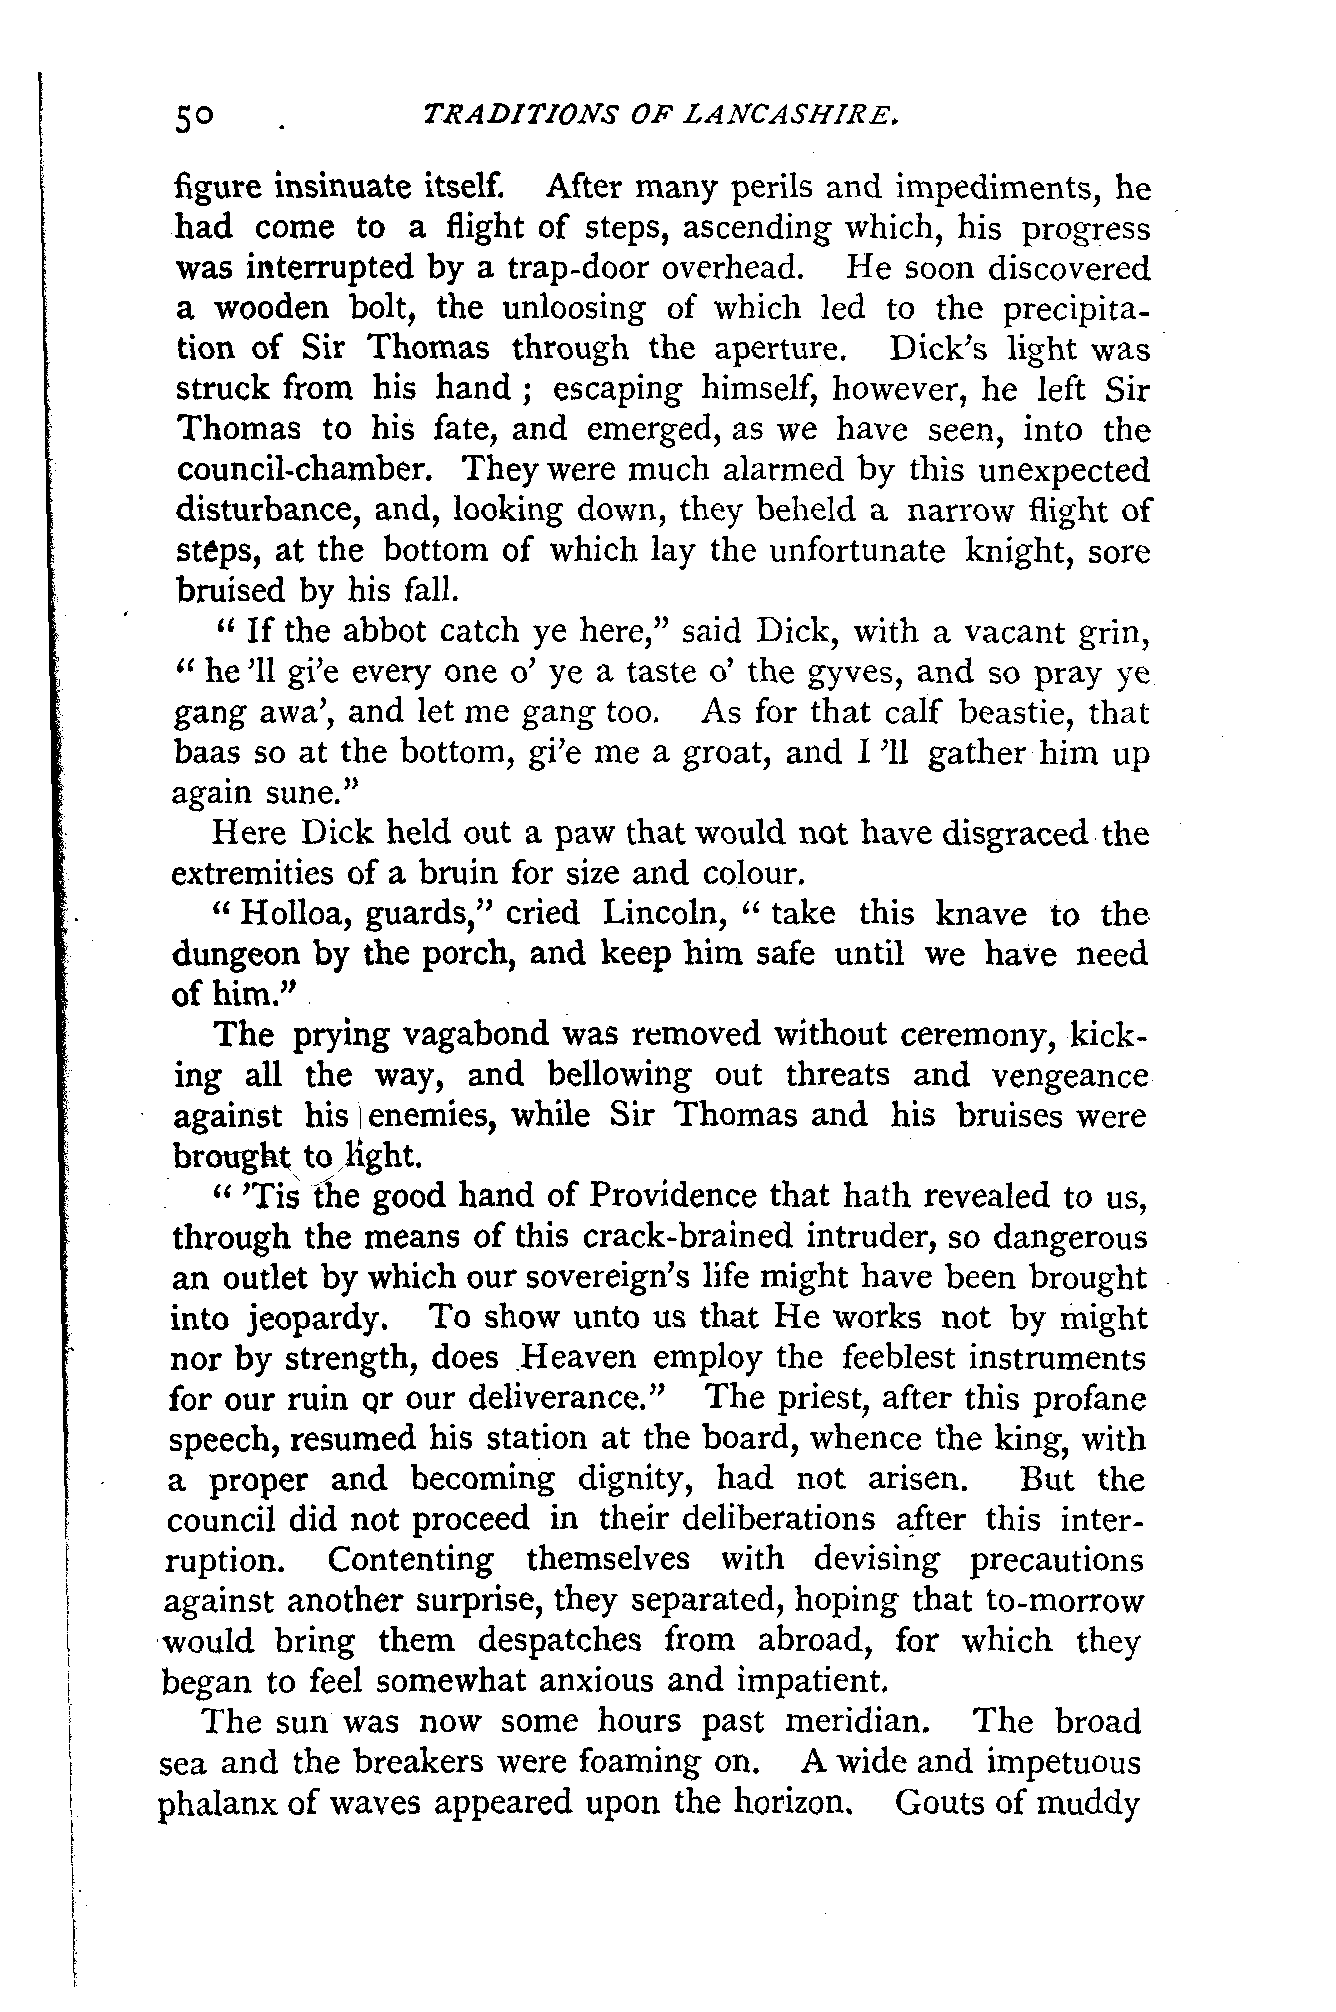 50 TRADITIONS OF LANCASHIRE.
figure insinuate itself. After many perils and impediments, he
had come to a flight of steps, ascending which, his progress
was interrupted by a trap-door overhead. He soon discovered
a wooden bolt, the unloosing of which led to the precipita-
tion of Sir Thomas through the aperture. Dick's light was
struck from his hand ; escaping himself, however, he left Sir
Thomas to his fate, and emerged, as we have seen, into the
council-chamber. They were much alarmed by this unexpected
disturbance, and, looking down, they beheld a narrow flight of
steps, at the bottom of which lay the unfortunate knight, sore
bruised by his fall.
“ If the abbot catch ye here,” said Dick, with a vacant grin,
“ he 'll gi'e every one o' ye a taste o' the gyves, and so pray ye
gang awa', and let me gang too. As for that calf beastie, that
baas so at the bottom, gi'e me a groat, and I 'll gather him up
again sune.”
Here Dick held out a paw that would not have disgraced the
extremities of a bruin for size and colour.
“ Holloa, guards,” cried Lincoln, “ take this knave to the
dungeon by the porch, and keep him safe until we have need
of him.”
The prying vagabond was removed without ceremony, kick-
ing all the way, and bellowing out threats and vengeance
against his enemies, while Sir Thomas and his bruises were
brought to light.
“ 'Tis the good hand of Providence that hath revealed to us,
through the means of this crack-brained intruder, so dangerous
an outlet by which our sovereign's life might have been brought
into jeopardy. To show unto us that He works not by might
nor by strength, does Heaven employ the feeblest instruments
for our ruin or our deliverance.” The priest, after this profane
speech, resumed his station at the board, whence the king, with
a proper and becoming dignity, had not arisen. But the
council did not proceed in their deliberations after this inter-
ruption. Contenting themselves with devising precautions
against another surprise, they separated, hoping that to-morrow
would bring them despatches from abroad, for which they
began to feel somewhat anxious and impatient.
The sun was now some hours past meridian. The broad
sea and the breakers were foaming on. A wide and impetuous
phalanx of waves appeared upon the horizon. Gouts of muddy